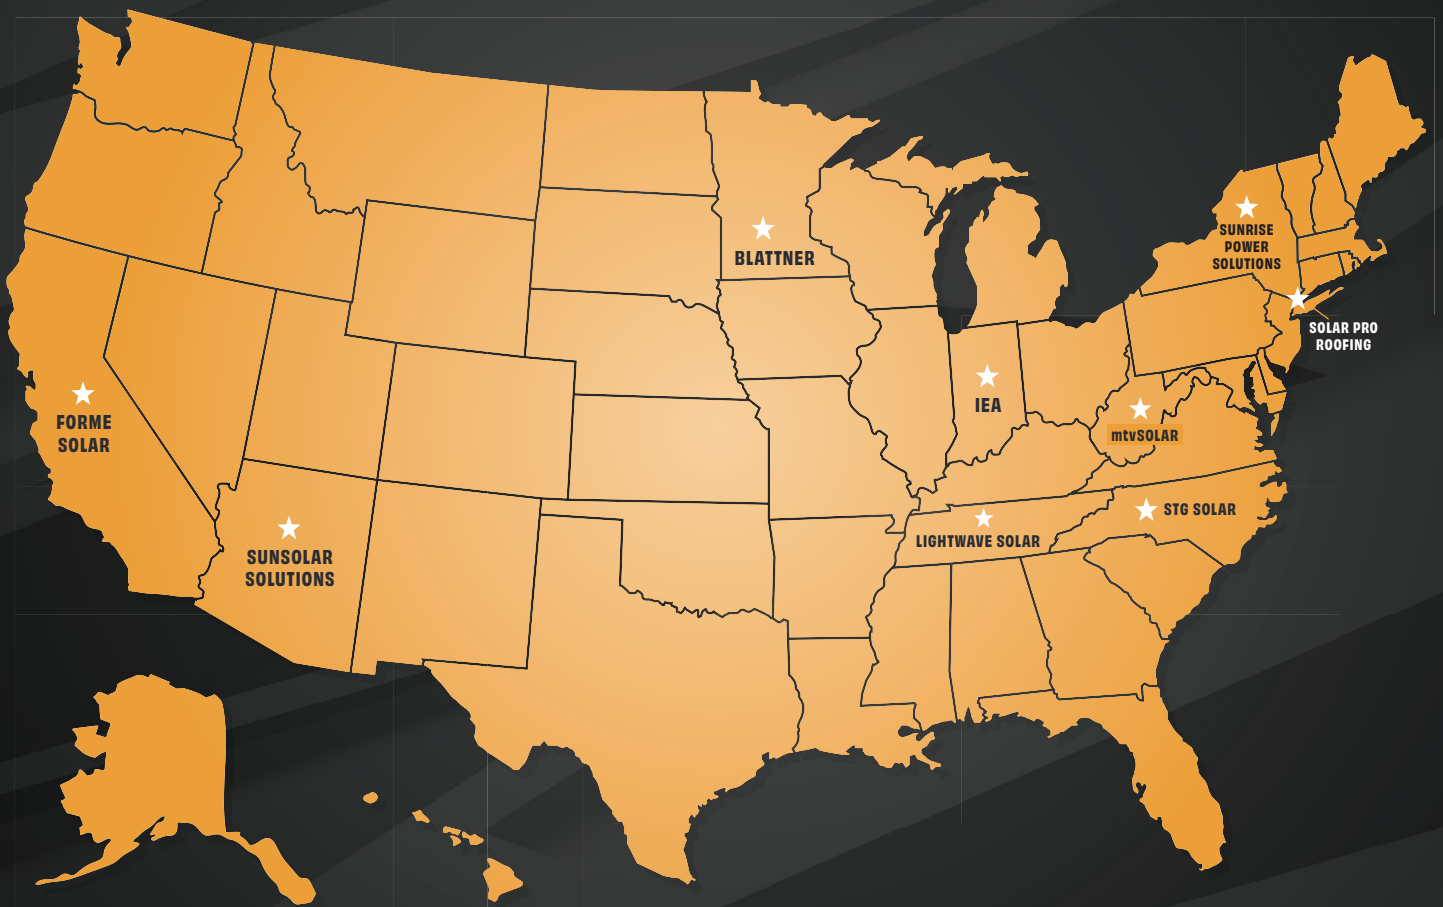 SUNRISE
POWER
SOLUTIONS
BLATTNER
SOLAR PRO
ROOFING
IEA
FORME
SOLAR
mtvSOLAR
STG SOLAR
LIGHTWAVE SOLAR
SUNSOLAR
SOLUTIONS